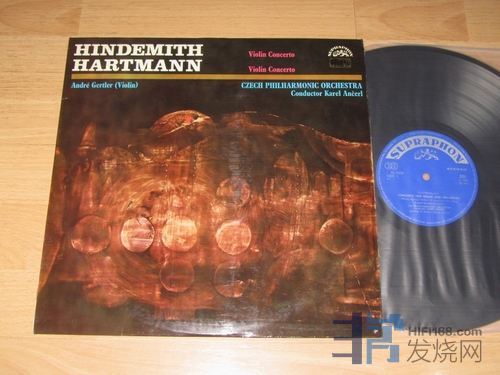 HINDEMITH
HARTMANN
Violin Concerto
Violin Concerto
SUPRAPHON
André Gertler (Violin)
CZECH PHILHARMONIC ORCHESTRA
Conductor Karel Ančerl
SUPRAPHON
HIFI168.com
发烧网